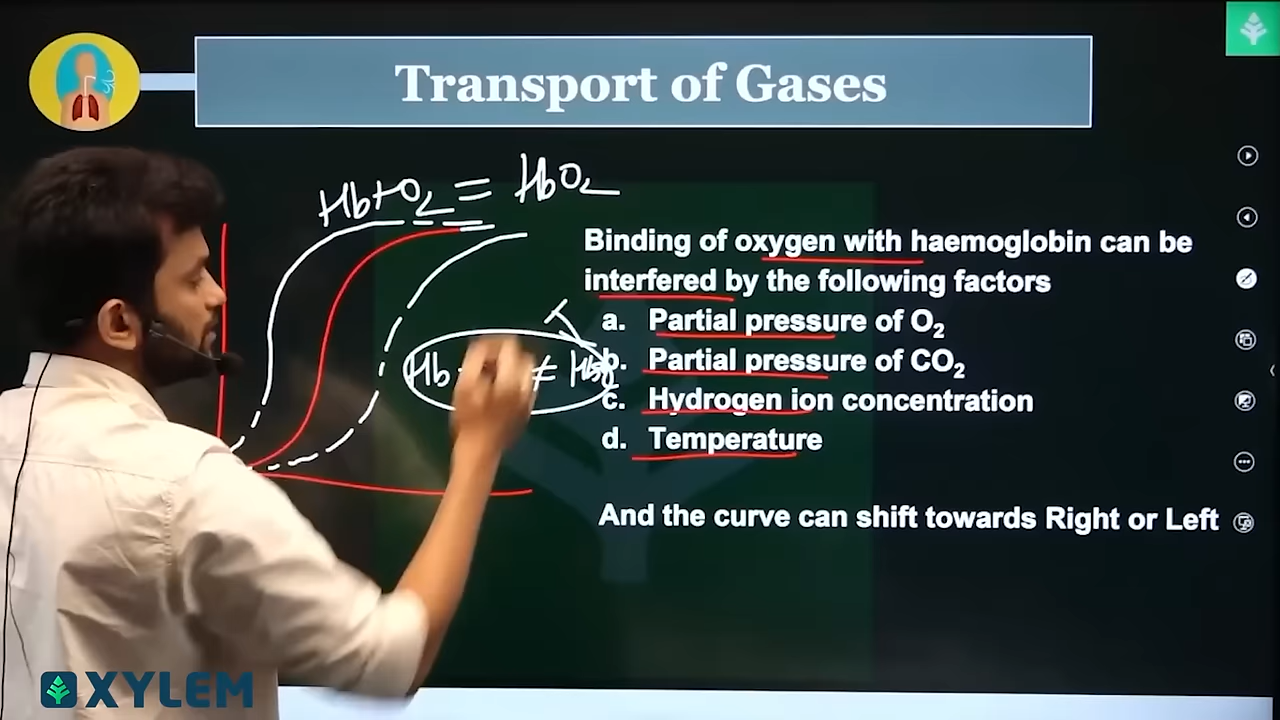 Transport of Gases
Hb+O2 = HbO2
Binding of oxygen with haemoglobin can be
interfered by the following factors
a. Partial pressure of O2
b. Partial pressure of CO2
Hb ≠
c. Hydrogen ion concentration
d. Temperature
And the curve can shift towards Right or Left
XYLEM